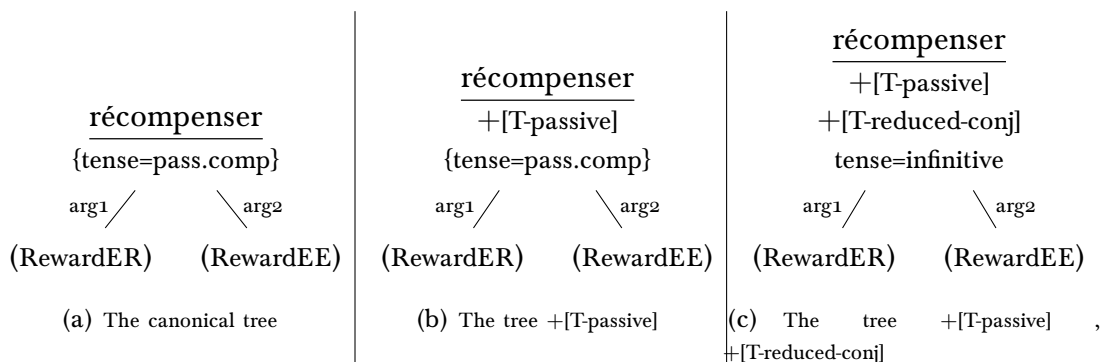 récompenser
{tense=pass.comp}
arg1
arg2
(RewardER)
(RewardEE)
(a) The canonical tree
récompenser
+[T-passive]
{tense=pass.comp}
arg1
arg2
(RewardER)
(RewardEE)
(b) The tree +[T-passive]
récompenser
+[T-passive]
+[T-reduced-conj]
tense=infinitive
arg1
arg2
(RewardER)
(RewardEE)
(c) The tree +[T-passive] ,
+[T-reduced-conj]